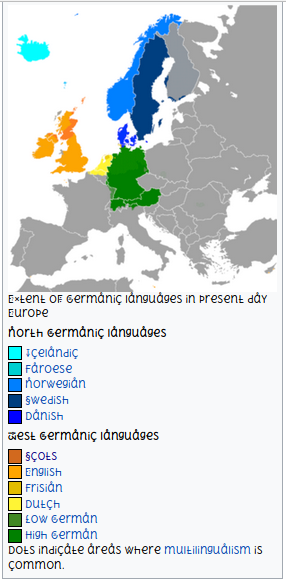 Extent of Germanic languages in present day
Europe
North Germanic languages
Icelandic
Faroese
Norwegian
Swedish
Danish
West Germanic languages
Scots
English
Frisian
Dutch
Low German
High German
Dots indicate areas where multilingualism is
common.